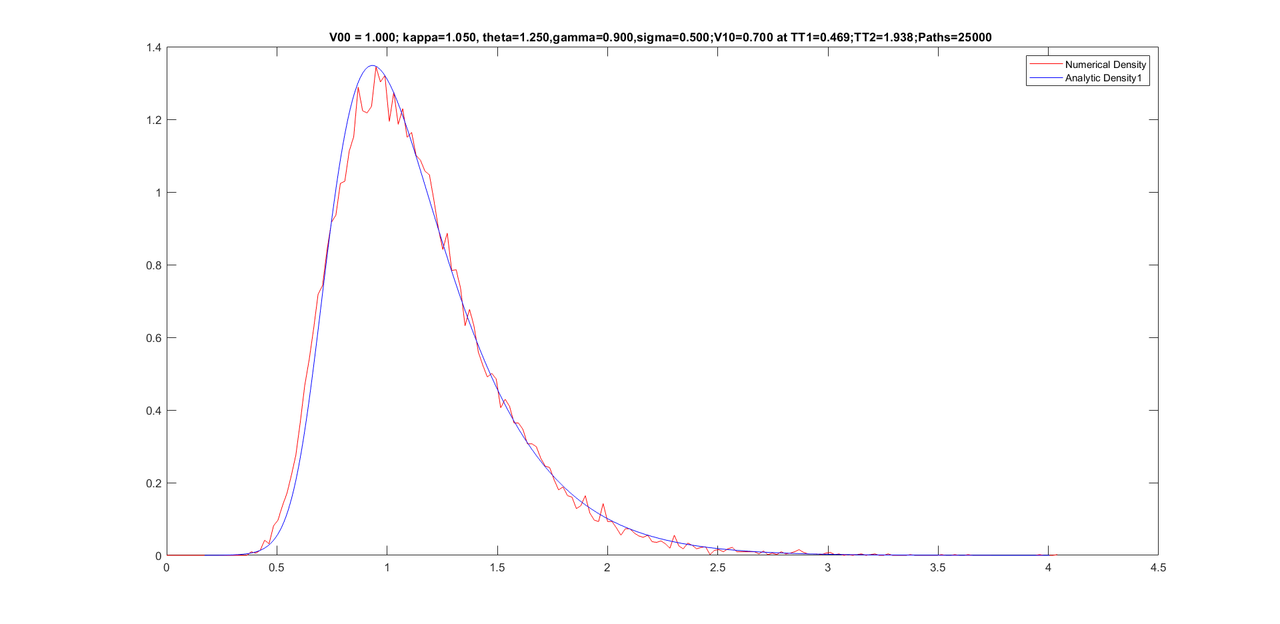 V00 = 1.000; kappa=1.050, theta=1.250,gamma=0.900,sigma=0.500;V10=0.700 at TT1=0.469;TT2=1.938;Paths=25000
1.4
Numerical Density
Analytic Density1
1.2
1
0.8
0.6
0.4
0.2
0
0 0.5 1 1.5 2 2.5 3 3.5 4 4.5